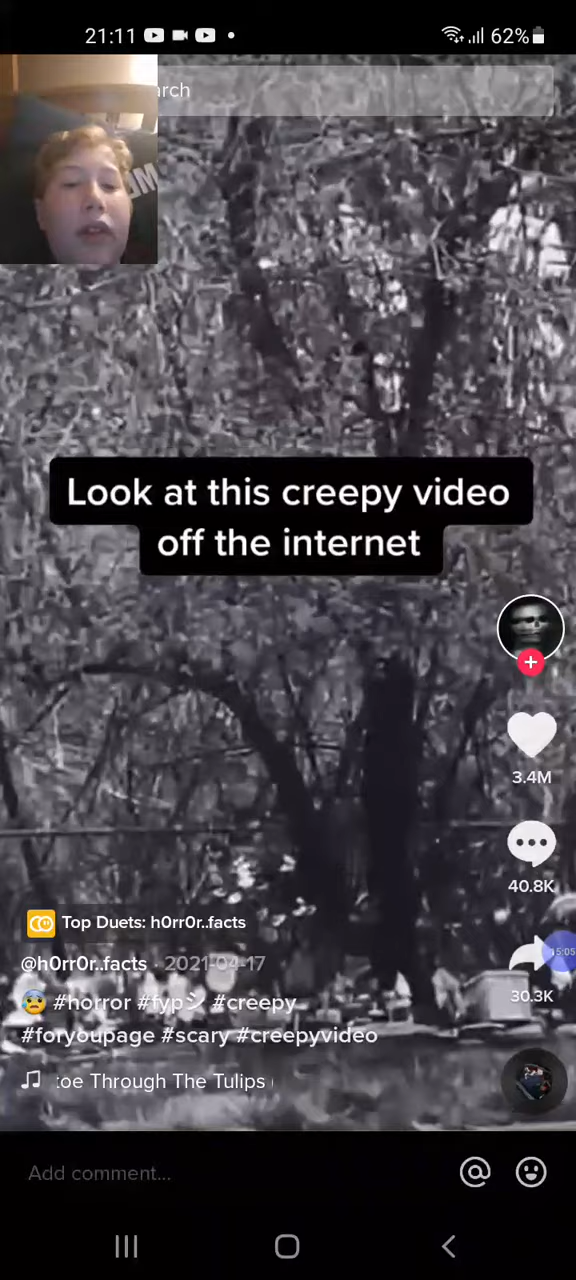 21:11
62%
arch
Look at this creepy video
off the internet
3.4M
40.8K
15:05
30.3K
Top Duets: h0rr0r..facts
@h0rr0r..facts · 2021-04-17
#horror #fypシ #creepy
#foryoupage #scary #creepyvideo
toe Through The Tulips (
Add comment...